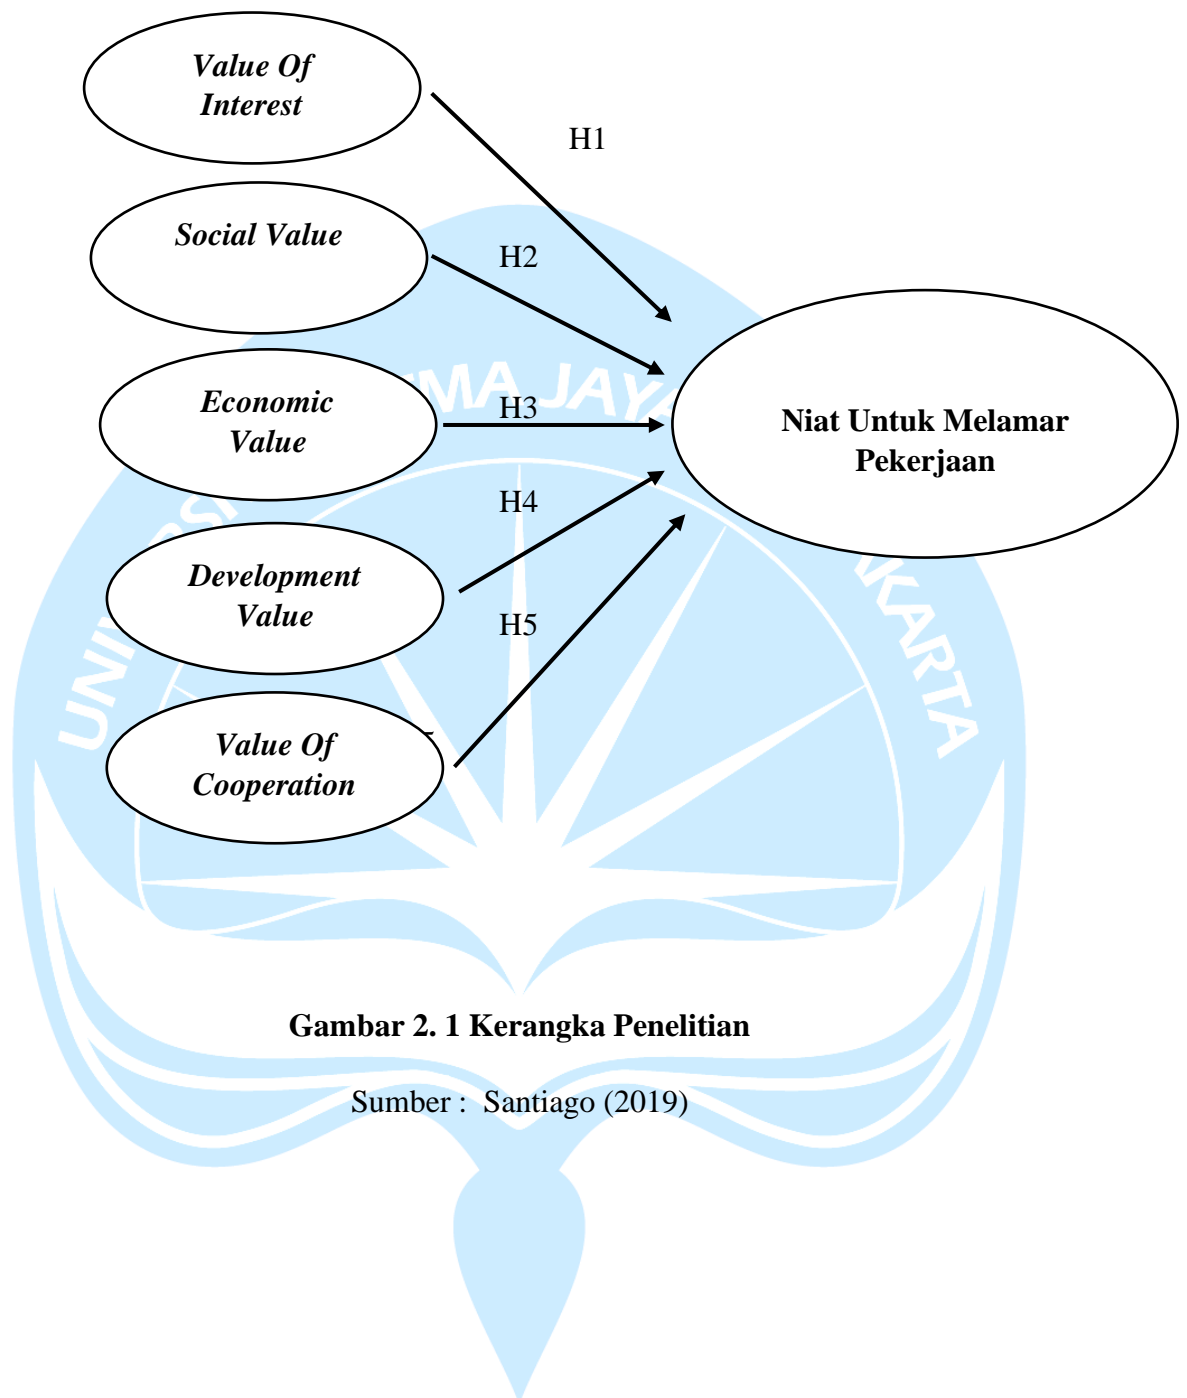 Value Of
Interest
H1
Social Value
H2
Economic
Value
H3
Niat Untuk Melamar
Pekerjaan
H4
Development
Value
H5
Value Of
Cooperation
JAYA
Gambar 2. 1 Kerangka Penelitian
Sumber : Santiago (2019)